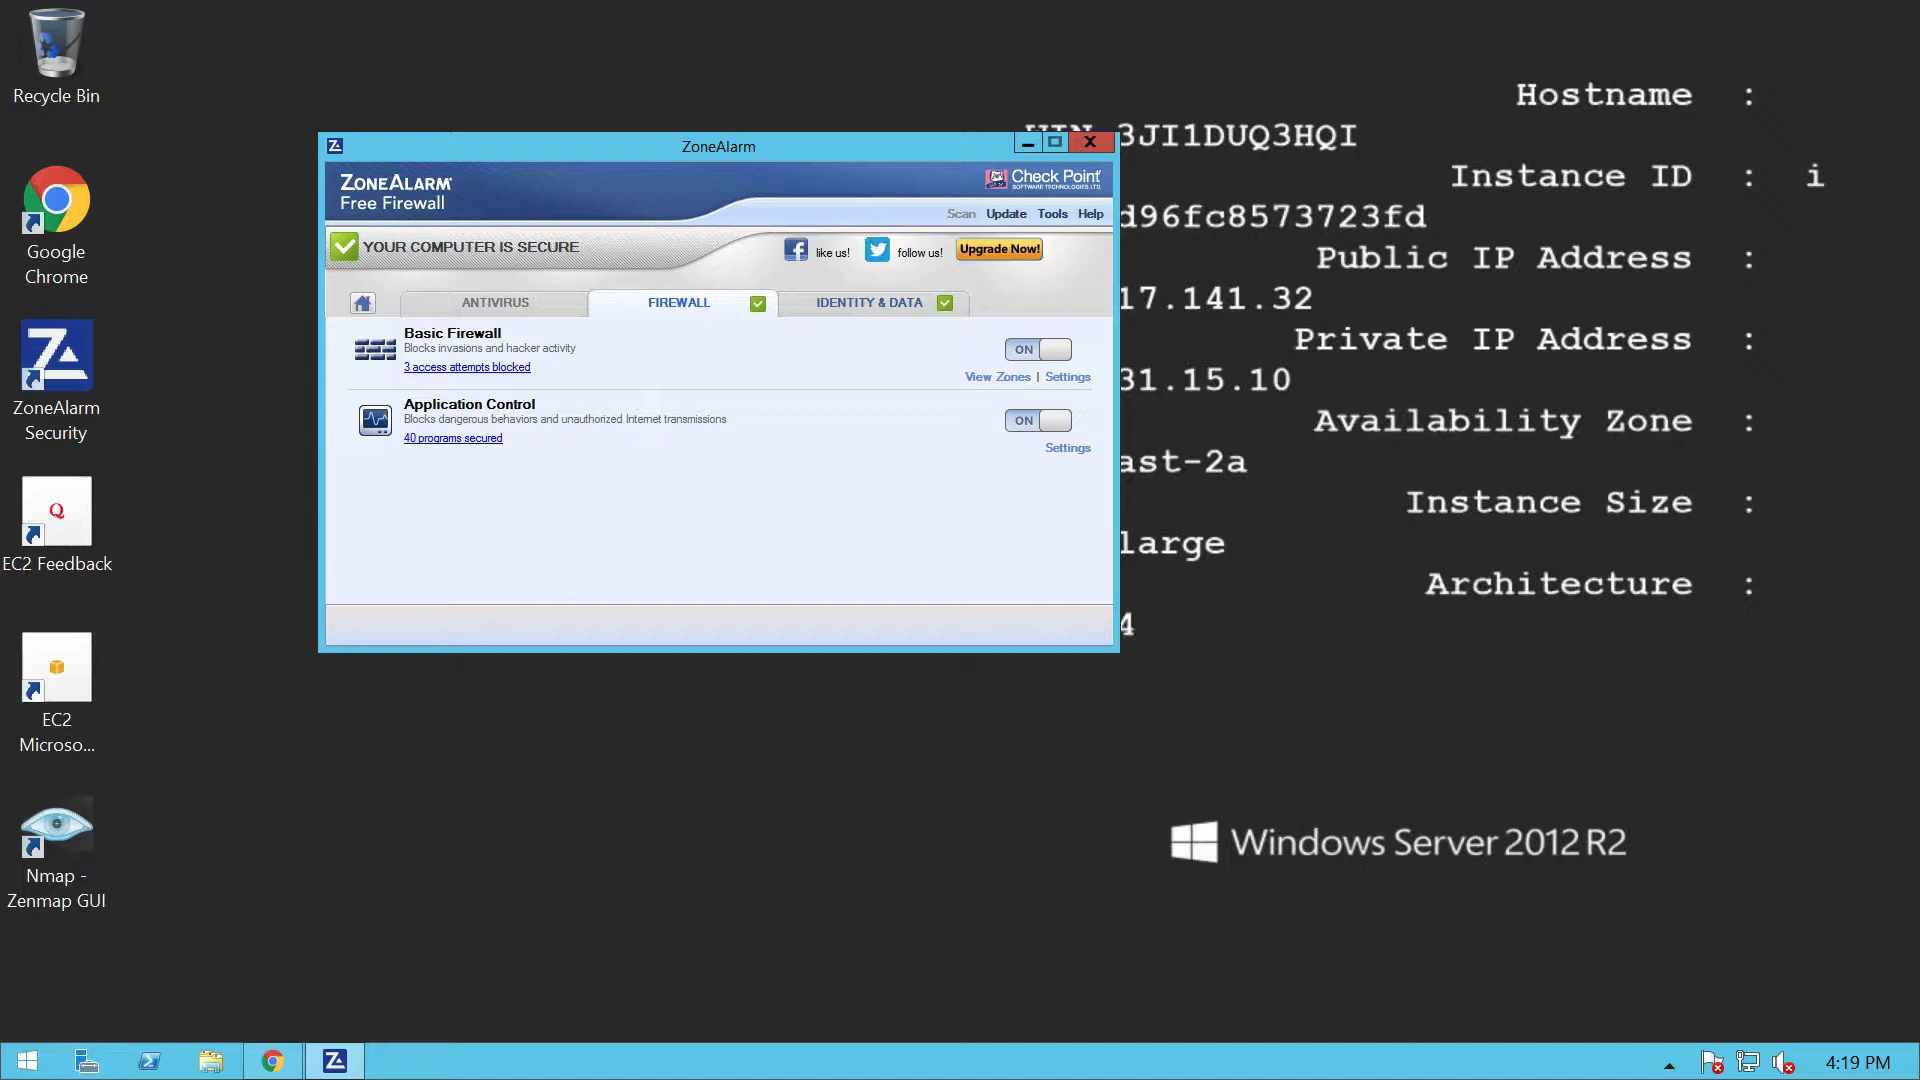 Recycle Bin
Google
Chrome
ZoneAlarm
Security
EC2 Feedback
EC2
Microso...
Nmap -
Zenmap GUI
ZoneAlarm
ZONEALARM
Free Firewall
Check Point
SOFTWARE TECHNOLOGIES LTD.
Scan Update Tools Help
YOUR COMPUTER IS SECURE
like us! follow us! Upgrade Now!
ANTIVIRUS FIREWALL IDENTITY & DATA
Basic Firewall
Blocks invasions and hacker activity
3 access attempts blocked
ON
View Zones | Settings
Application Control
Blocks dangerous behaviors and unauthorized Internet transmissions
40 programs secured
ON
Settings
Hostname :
3JI1DUQ3HQI
Instance ID : i
d96fc8573723fd
Public IP Address :
17.141.32
Private IP Address :
31.15.10
Availability Zone :
ast-2a
Instance Size :
large
Architecture :
4
Windows Server 2012 R2
4:19 PM